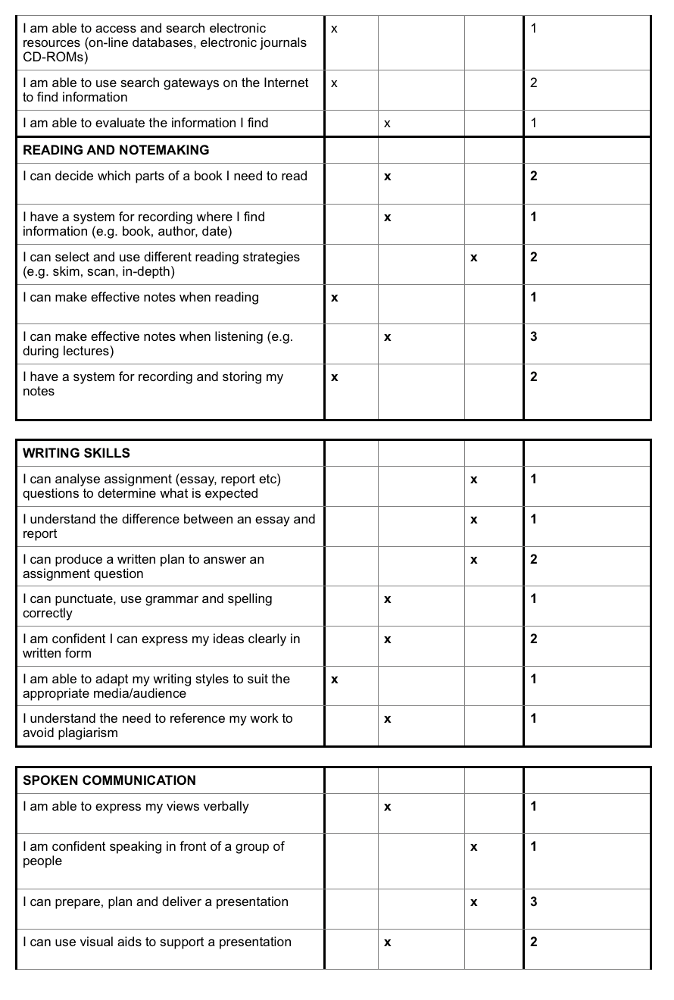 I am able to access and search electronic x 1
resources (on-line databases, electronic journals
CD-ROMs)
I am able to use search gateways on the Internet x 2
to find information
I am able to evaluate the information I find x 1
READING AND NOTEMAKING
I can decide which parts of a book I need to read x 2
I have a system for recording where I find x 1
information (e.g. book, author, date)
I can select and use different reading strategies x 2
(e.g. skim, scan, in-depth)
I can make effective notes when reading x 1
I can make effective notes when listening (e.g. x 3
during lectures)
I have a system for recording and storing my x 2
notes
WRITING SKILLS
I can analyse assignment (essay, report etc) x 1
questions to determine what is expected
I understand the difference between an essay and x 1
report
I can produce a written plan to answer an x 2
assignment question
I can punctuate, use grammar and spelling x 1
correctly
I am confident I can express my ideas clearly in x 2
written form
I am able to adapt my writing styles to suit the x 1
appropriate media/audience
I understand the need to reference my work to x 1
avoid plagiarism
SPOKEN COMMUNICATION
I am able to express my views verbally x 1
I am confident speaking in front of a group of x 1
people
I can prepare, plan and deliver a presentation x 3
I can use visual aids to support a presentation x 2